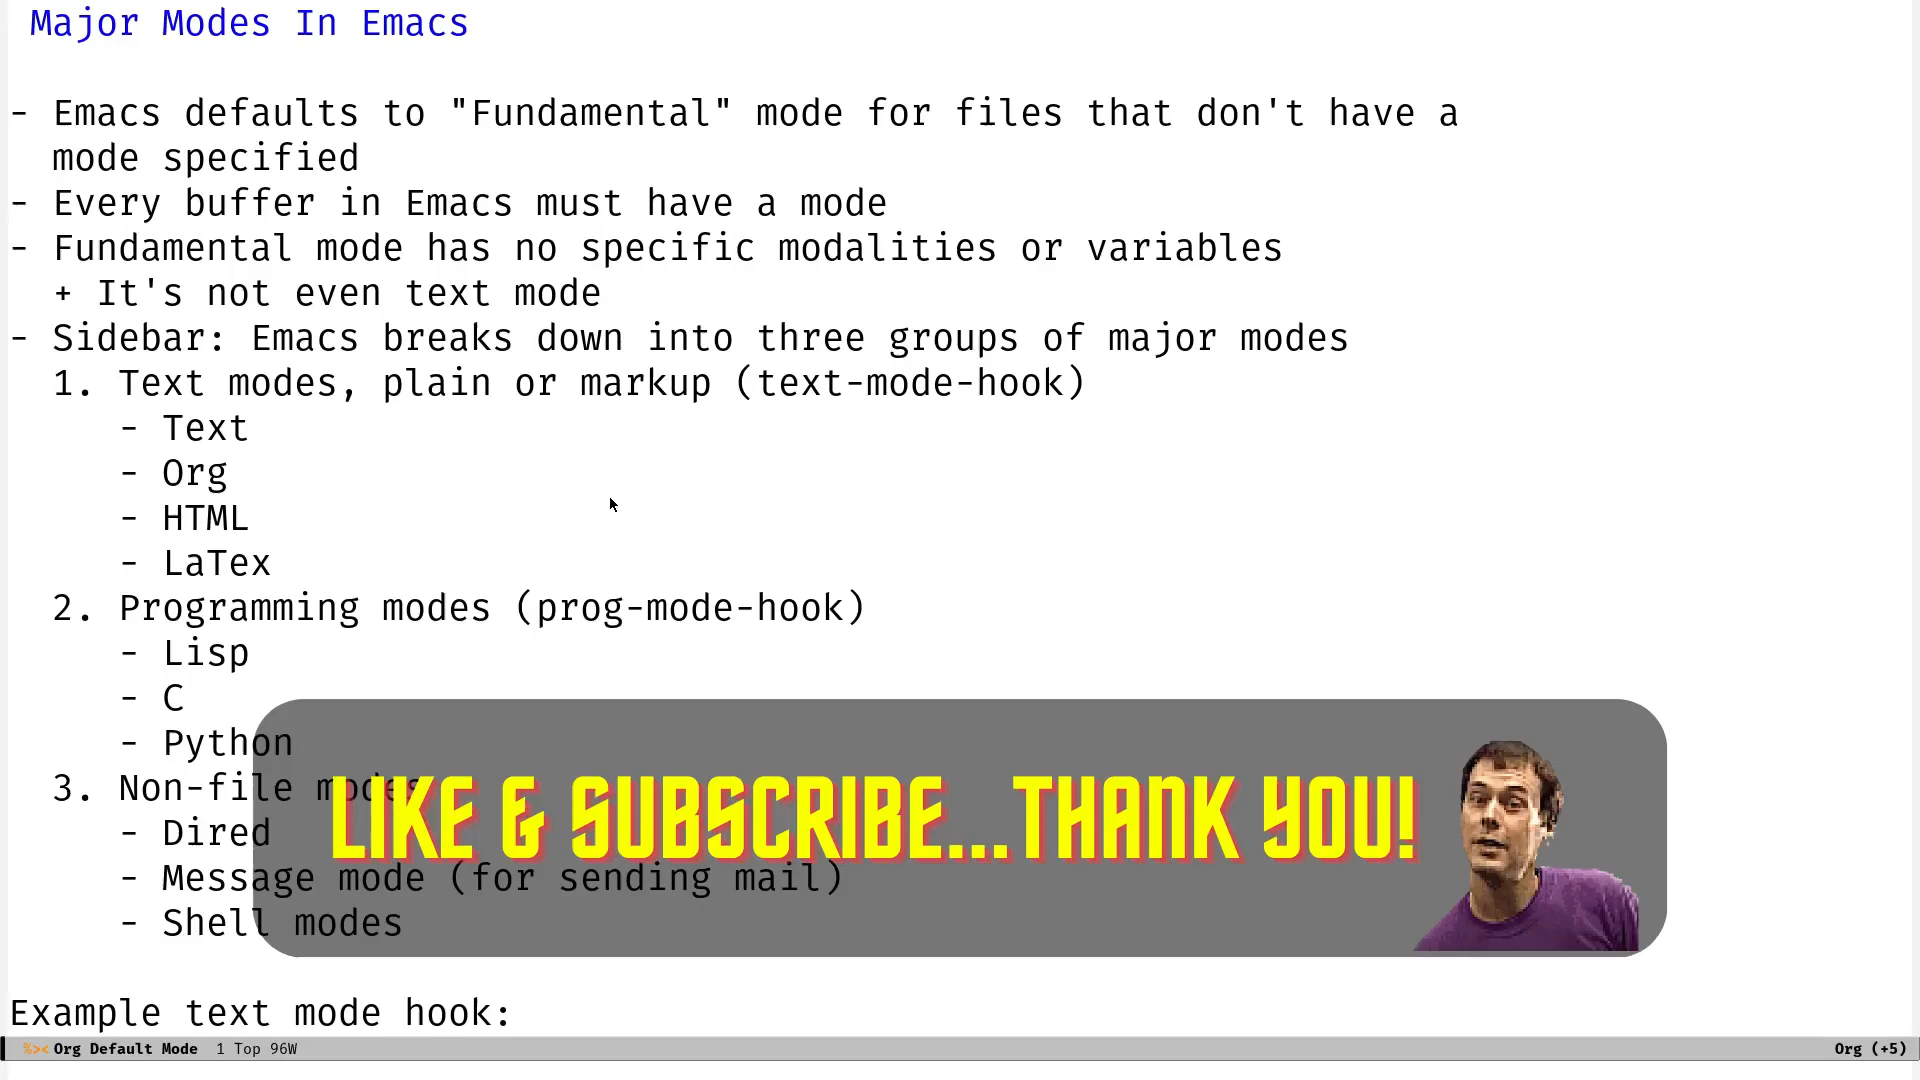 Major Modes In Emacs
- Emacs defaults to "Fundamental" mode for files that don't have a
mode specified
- Every buffer in Emacs must have a mode
- Fundamental mode has no specific modalities or variables
+ It's not even text mode
- Sidebar: Emacs breaks down into three groups of major modes
1. Text modes, plain or markup (text-mode-hook)
- Text
- Org
- HTML
- LaTex
2. Programming modes (prog-mode-hook)
- Lisp
- C
- Python
3. Non-file modes
LIKE & SUBSCRIBE...THANK YOU!
- Dired
- Message mode (for sending mail)
- Shell modes
Example text mode hook:
%>< Org Default Mode 1 Top 96W Org (+5)